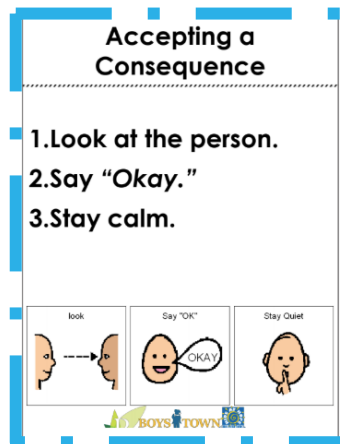 Accepting a
Consequence
1.Look at the person.
2.Say “Okay.”
3.Stay calm.
look
Say "OK"
Stay Quiet
OKAY
BOYS TOWN